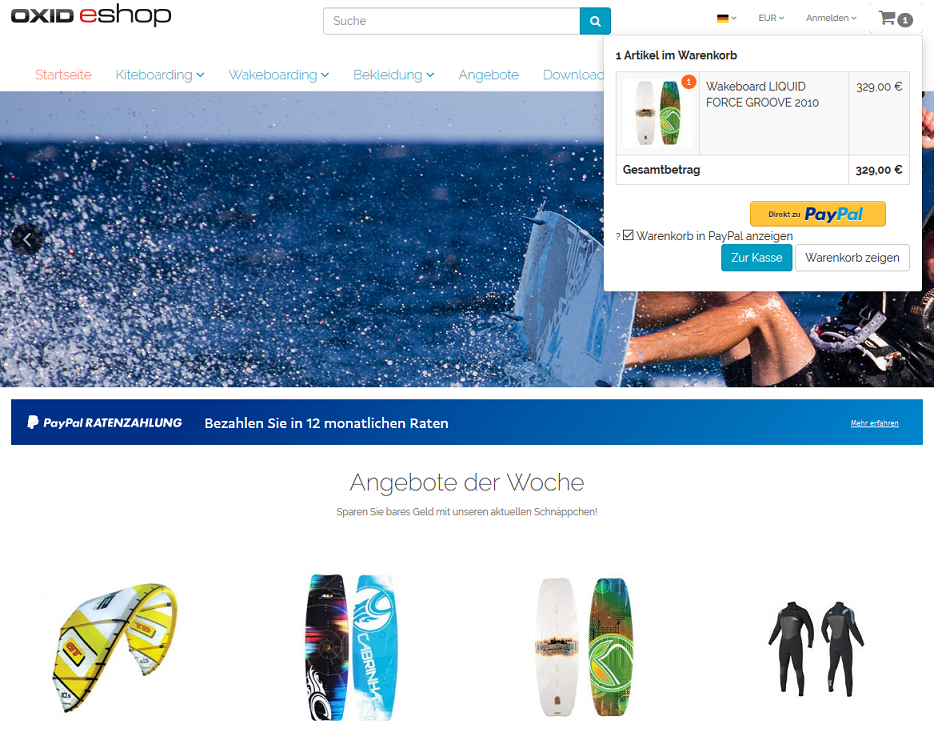 OXID eshop
Suche
EUR
Anmelden
1
Startseite
Kiteboarding
Wakeboarding
Bekleidung
Angebote
Download
1 Artikel im Warenkorb
1
Wakeboard LIQUID
FORCE GROOVE 2010
329,00 €
Gesamtbetrag
329,00 €
Direkt zu PayPal
? Warenkorb in PayPal anzeigen
Zur Kasse
Warenkorb zeigen
PayPal RATENZAHLUNG
Bezahlen Sie in 12 monatlichen Raten
Mehr erfahren
Angebote der Woche
Sparen Sie bares Geld mit unseren aktuellen Schnäppchen!
GT
CABRINHA